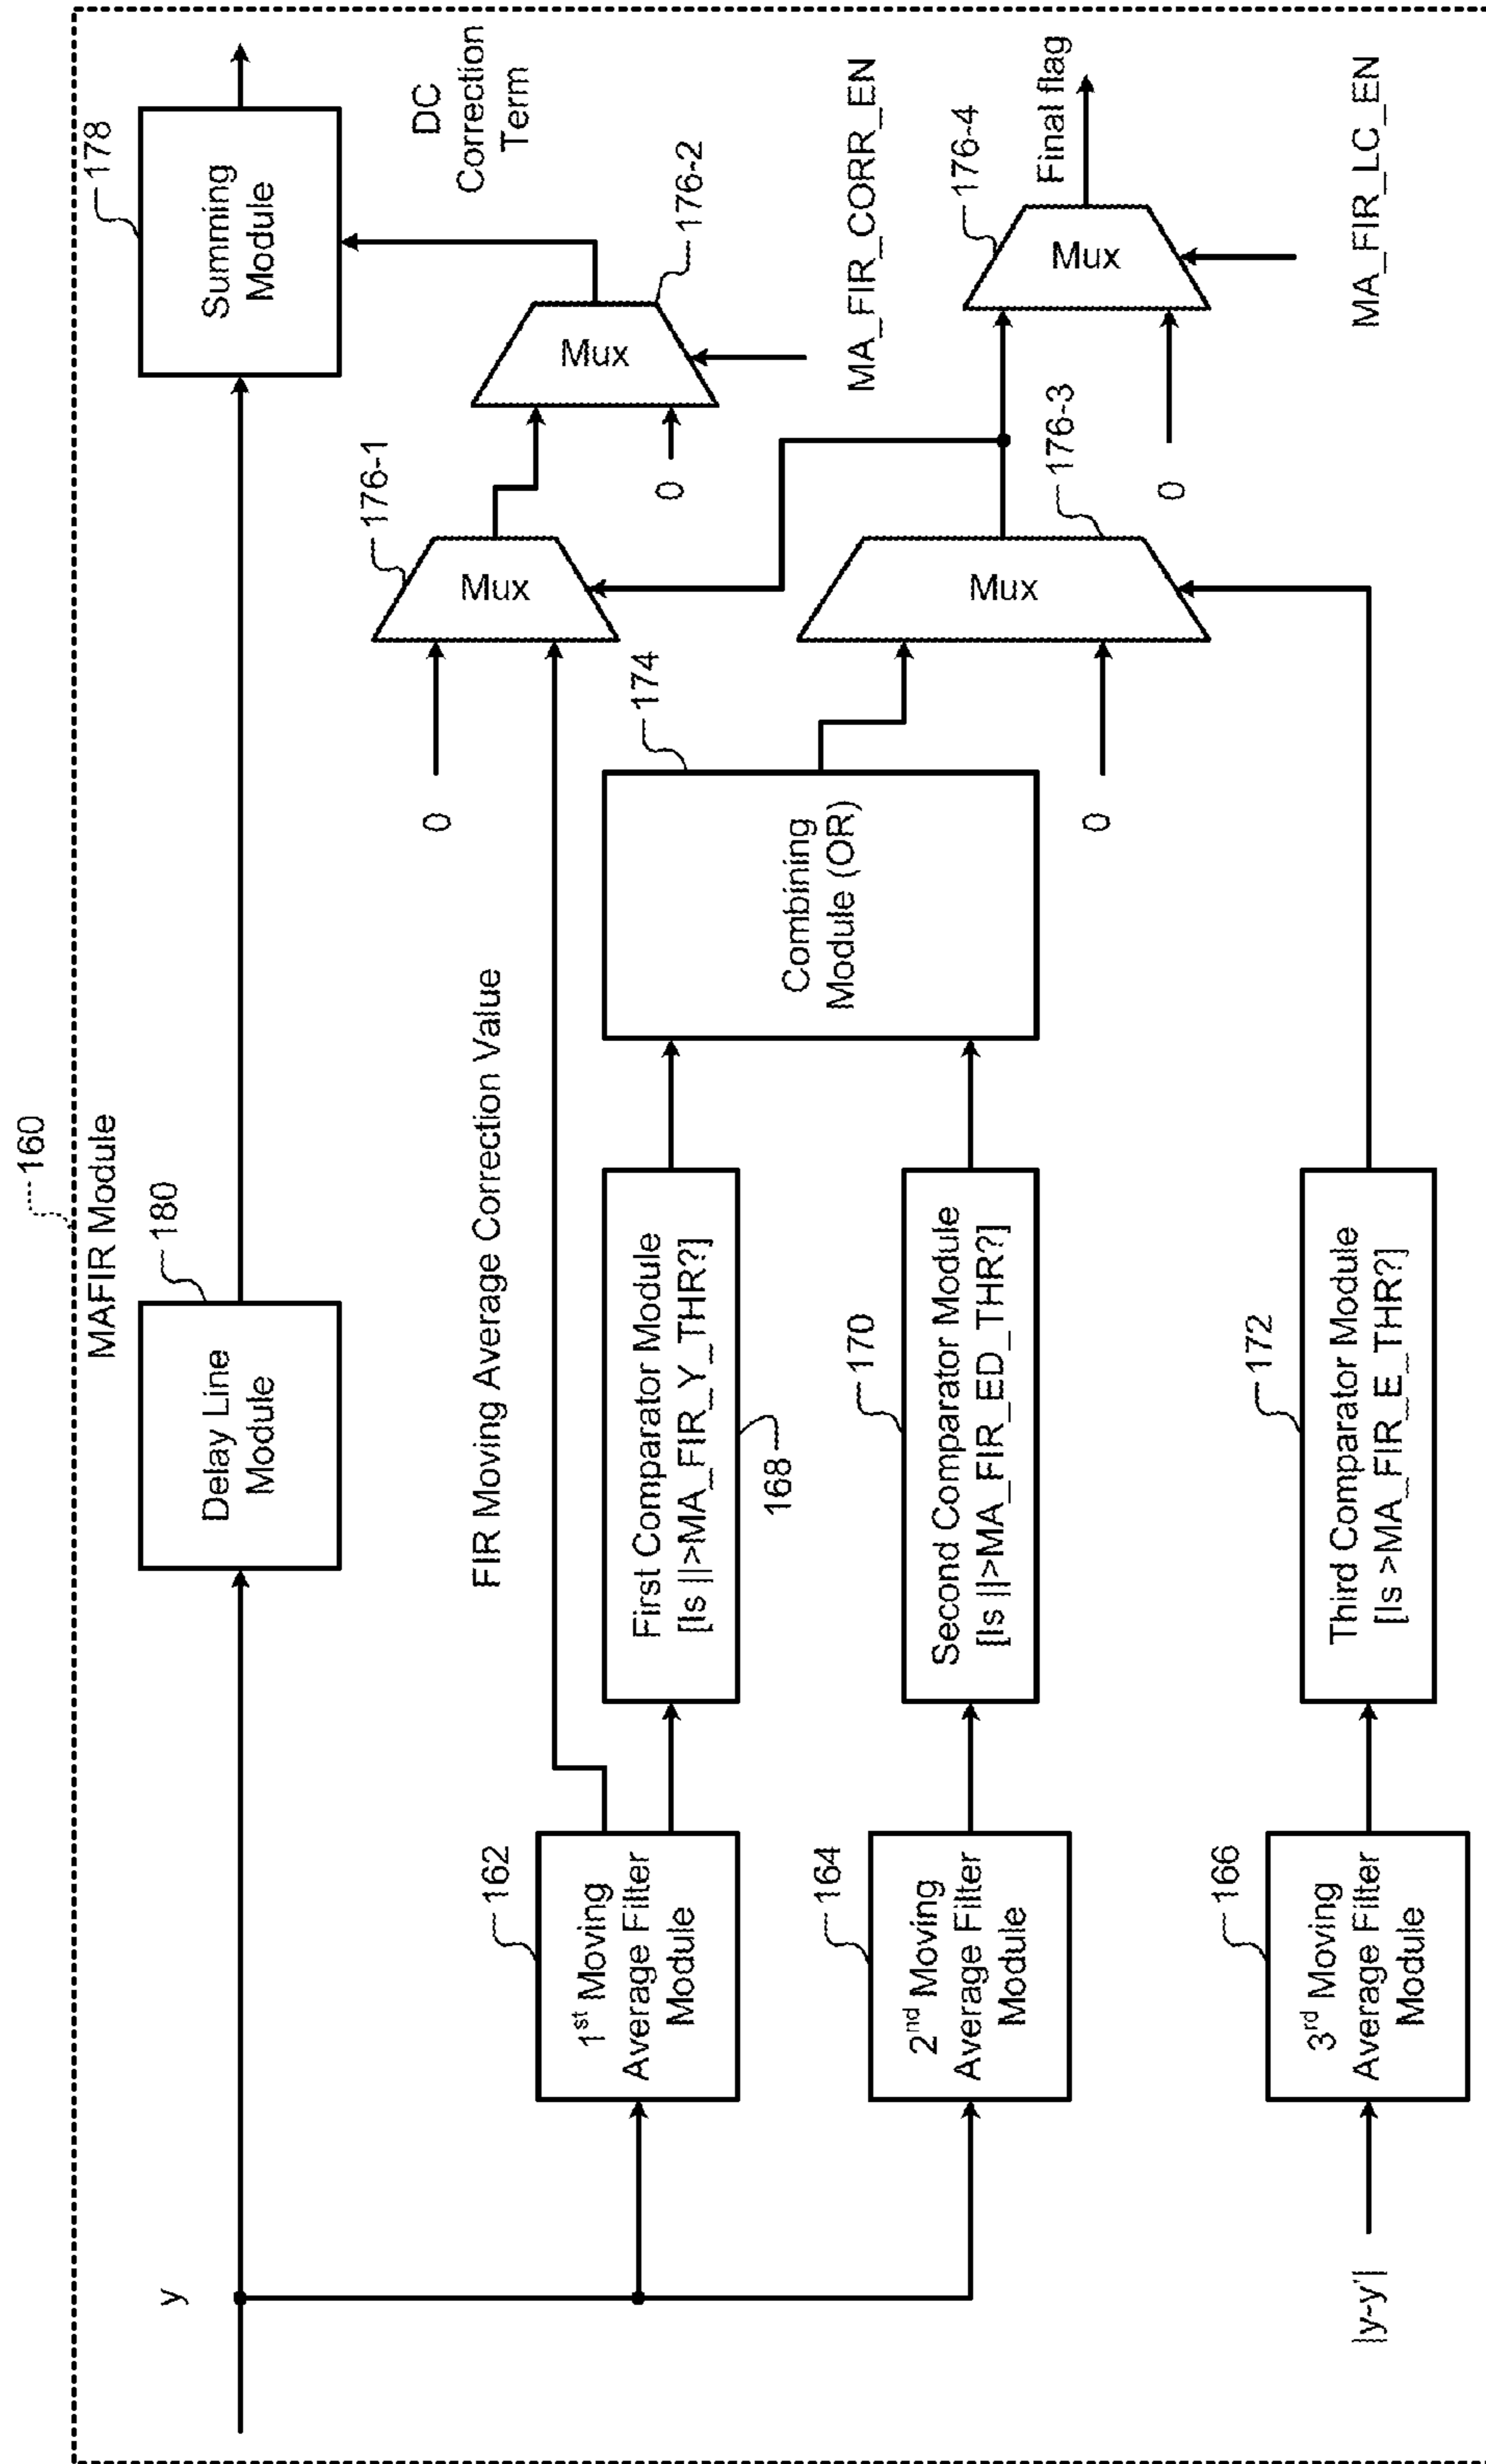 160
MAFIR Module
y
180
Delay Line
Module
178
Summing
Module
DC
Correction
Term
FIR Moving Average Correction Value
0
176-1
Mux
0
176-2
Mux
MA_FIR_CORR_EN
162
1st Moving
Average Filter
Module
First Comparator Module
[Is ||>MA_FIR_Y_THR?]
168
174
Combining
Module (OR)
164
2nd Moving
Average Filter
Module
170
Second Comparator Module
[Is ||>MA_FIR_ED_THR?]
0
176-3
Mux
0
176-4
Mux
Final flag
MA_FIR_LC_EN
|y-y'|
166
3rd Moving
Average Filter
Module
172
Third Comparator Module
[Is >MA_FIR_E_THR?]